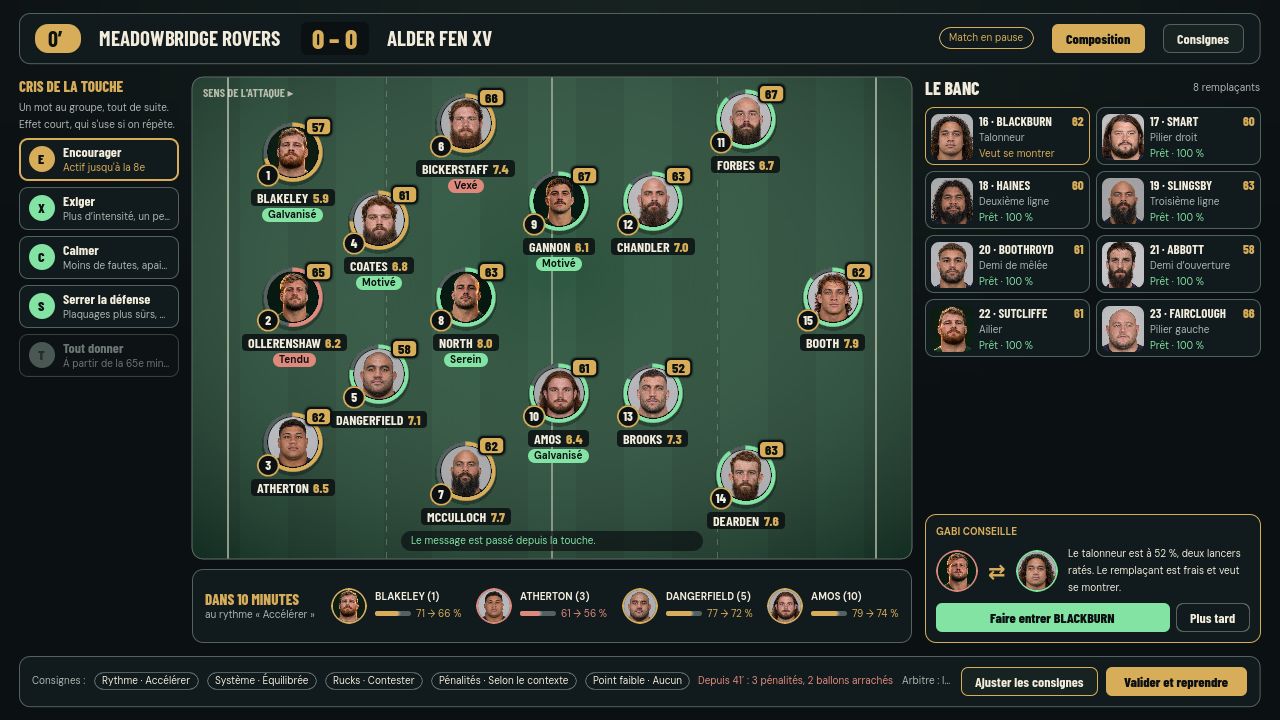 0′ MEADOWBRIDGE ROVERS 0 – 0 ALDER FEN XV Match en pause Composition Consignes
CRIS DE LA TOUCHE
Un mot au groupe, tout de suite.
Effet court, qui s'use si on répète.
E Encourager
Actif jusqu'à la 8e
X Exiger
Plus d'intensité, un pe…
C Calmer
Moins de fautes, apai…
S Serrer la défense
Plaquages plus sûrs, …
T Tout donner
À partir de la 65e min…
SENS DE L'ATTAQUE ▸
57
1
BLAKELEY 5.9
Galvanisé
66
6
BICKERSTAFF 7.4
Vexé
67
11
FORBES 6.7
61
4
COATES 6.8
Motivé
67
9
GANNON 6.1
Motivé
63
12
CHANDLER 7.0
65
2
OLLERENSHAW 6.2
Tendu
63
8
NORTH 8.0
Serein
62
15
BOOTH 7.9
58
5
DANGERFIELD 7.1
61
10
AMOS 6.4
Galvanisé
52
13
BROOKS 7.3
62
3
ATHERTON 6.5
62
7
MCCULLOCH 7.7
63
14
DEARDEN 7.6
Le message est passé depuis la touche.
DANS 10 MINUTES
au rythme « Accélérer »
BLAKELEY (1)
71 → 66 %
ATHERTON (3)
61 → 56 %
DANGERFIELD (5)
77 → 72 %
AMOS (10)
79 → 74 %
LE BANC 8 remplaçants
16 · BLACKBURN 62
Talonneur
Veut se montrer
17 · SMART 60
Pilier droit
Prêt · 100 %
18 · HAINES 60
Deuxième ligne
Prêt · 100 %
19 · SLINGSBY 63
Troisième ligne
Prêt · 100 %
20 · BOOTHROYD 61
Demi de mêlée
Prêt · 100 %
21 · ABBOTT 58
Demi d'ouverture
Prêt · 100 %
22 · SUTCLIFFE 61
Ailier
Prêt · 100 %
23 · FAIRCLOUGH 66
Pilier gauche
Prêt · 100 %
GABI CONSEILLE
Le talonneur est à 52 %, deux lancers
ratés. Le remplaçant est frais et veut
se montrer.
Faire entrer BLACKBURN Plus tard
Consignes : Rythme · Accélérer Système · Équilibrée Rucks · Contester Pénalités · Selon le contexte Point faible · Aucun Depuis 41' : 3 pénalités, 2 ballons arrachés Arbitre : l… Ajuster les consignes Valider et reprendre